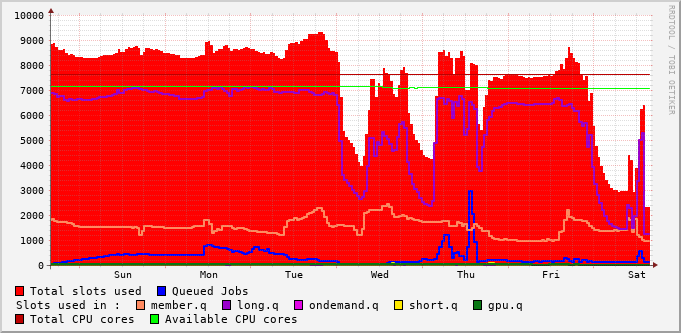 10000
9000
8000
7000
6000
5000
4000
3000
2000
1000
0
Sun Mon Tue Wed Thu Fri Sat
Total slots used Queued Jobs
Slots used in : member.q long.q ondemand.q short.q gpu.q
Total CPU cores Available CPU cores
RRDTOOL / TOBI OETIKER